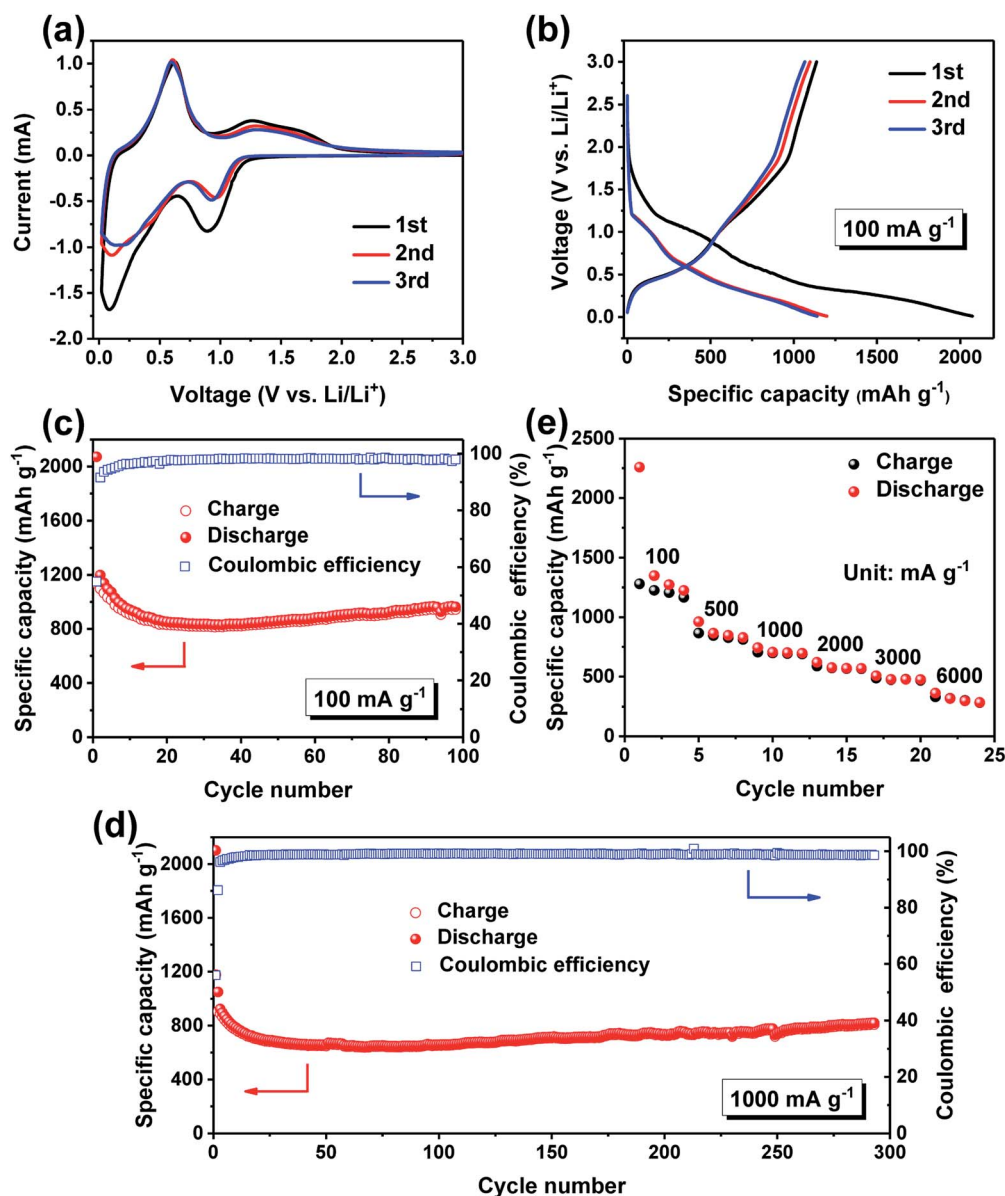 (a)
1.0
0.5
0.0
-0.5
-1.0
-1.5
-2.0
Current (mA)
1st
2nd
3rd
0.0 0.5 1.0 1.5 2.0 2.5 3.0
Voltage (V vs. Li/Li⁺)
(b)
3.0
2.5
2.0
1.5
1.0
0.5
0.0
Voltage (V vs. Li/Li⁺)
1st
2nd
3rd
100 mA g⁻¹
0 500 1000 1500 2000
Specific capacity (mAh g⁻¹)
(c)
2000
1600
1200
800
400
0
Specific capacity (mAh g⁻¹)
Charge
Discharge
Coulombic efficiency
100 mA g⁻¹
100
80
60
40
20
0
Coulombic efficiency (%)
0 20 40 60 80 100
Cycle number
(e)
2500
2000
1500
1000
500
0
Specific capacity (mAh g⁻¹)
Charge
Discharge
Unit: mA g⁻¹
100
500
1000
2000
3000
6000
0 5 10 15 20 25
Cycle number
(d)
2000
1600
1200
800
400
0
Specific capacity (mAh g⁻¹)
Charge
Discharge
Coulombic efficiency
1000 mA g⁻¹
100
80
60
40
20
0
Coulombic efficiency (%)
0 50 100 150 200 250 300
Cycle number